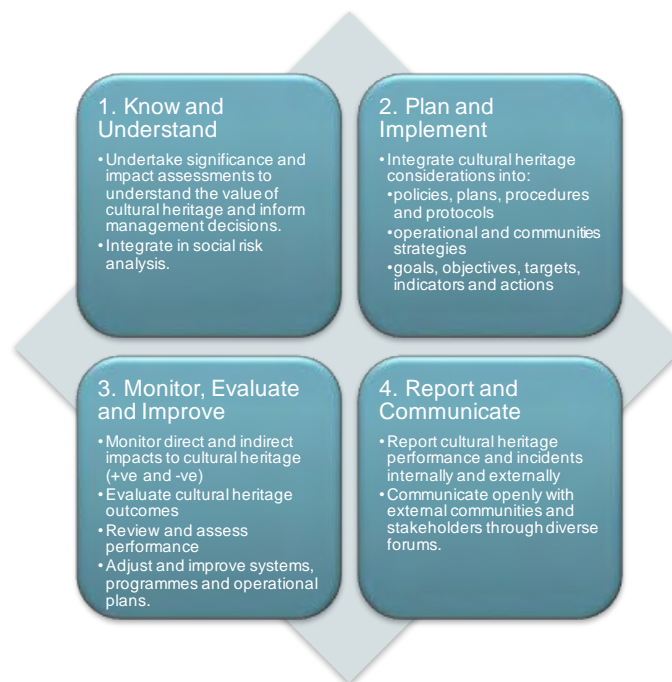 1. Know and
Understand
•Undertake significance and
impact assessments to
understand the value of
cultural heritage and inform
management decisions.
•Integrate in social risk
analysis.
2. Plan and
Implement
•Integrate cultural heritage
considerations into:
•policies, plans, procedures
and protocols
•operational and communities
strategies
•goals, objectives, targets,
indicators and actions
3. Monitor, Evaluate
and Improve
•Monitor direct and indirect
impacts to cultural heritage
(+ve and -ve)
•Evaluate cultural heritage
outcomes
•Review and assess
performance
•Adjust and improve systems,
programmes and operational
plans.
4. Report and
Communicate
•Report cultural heritage
performance and incidents
internally and externally
•Communicate openly with
external communities and
stakeholders through diverse
forums.